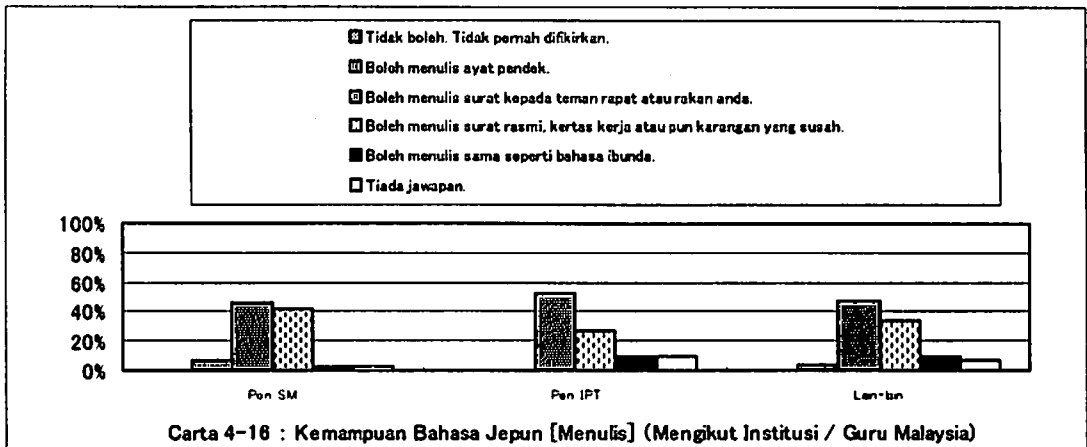 Tidak boleh. Tidak pernah difikirkan.
Boleh menulis ayat pendek.
Boleh menulis surat kepada teman rapat atau rakan anda.
Boleh menulis surat rasmi, kertas kerja atau pun karangan yang susah.
Boleh menulis sama seperti bahasa ibunda.
Tiada jawapan.
100%
80%
60%
40%
20%
0%
Pen SM Pen IPT Lan-lan
Carta 4-16 : Kemampuan Bahasa Jepun [Menulis] (Mengikut Institusi / Guru Malaysia)